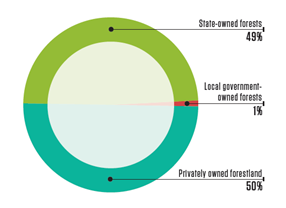 State-owned forests
49%
Local government-
owned forests
1%
Privately owned forestland
50%